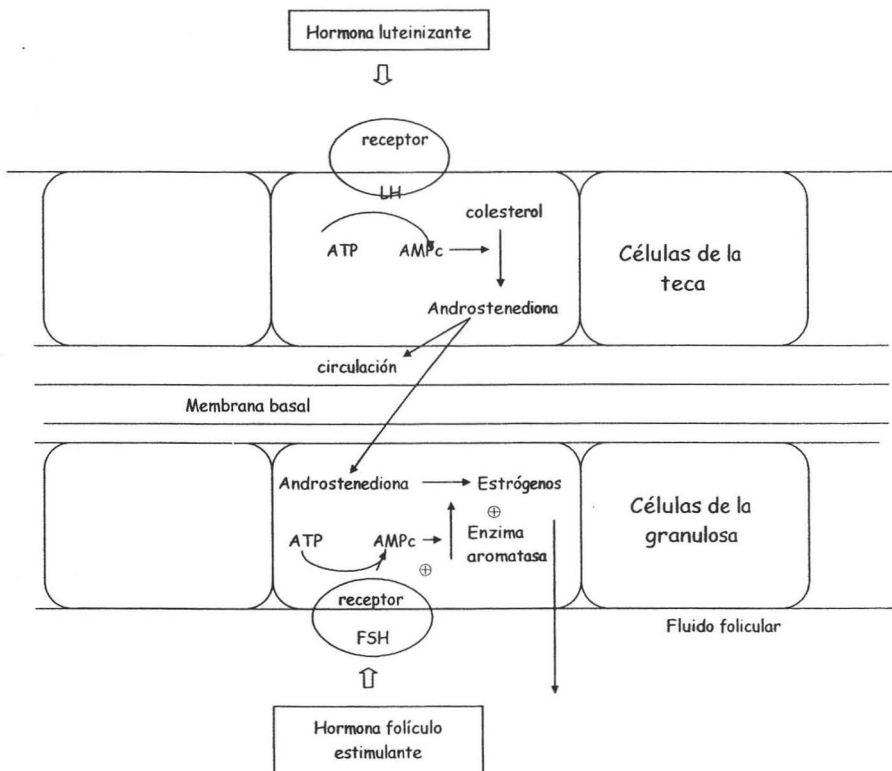 Hormona luteinizante
receptor
LH
colesterol
ATP
AMPc
Células de la
teca
Androstenediona
circulación
Membrana basal
Androstenediona
Estrógenos
Células de la
granulosa
ATP
AMPc
Enzima
aromatasa
receptor
FSH
Fluido folicular
Hormona folículo
estimulante